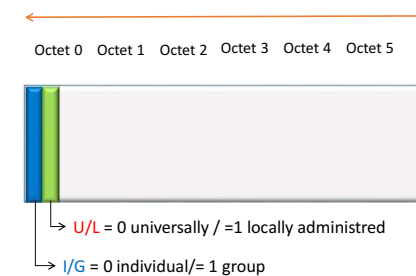 Octet 0 Octet 1 Octet 2 Octet 3 Octet 4 Octet 5
U/L = 0 universally / =1 locally administred
I/G = 0 individual/= 1 group